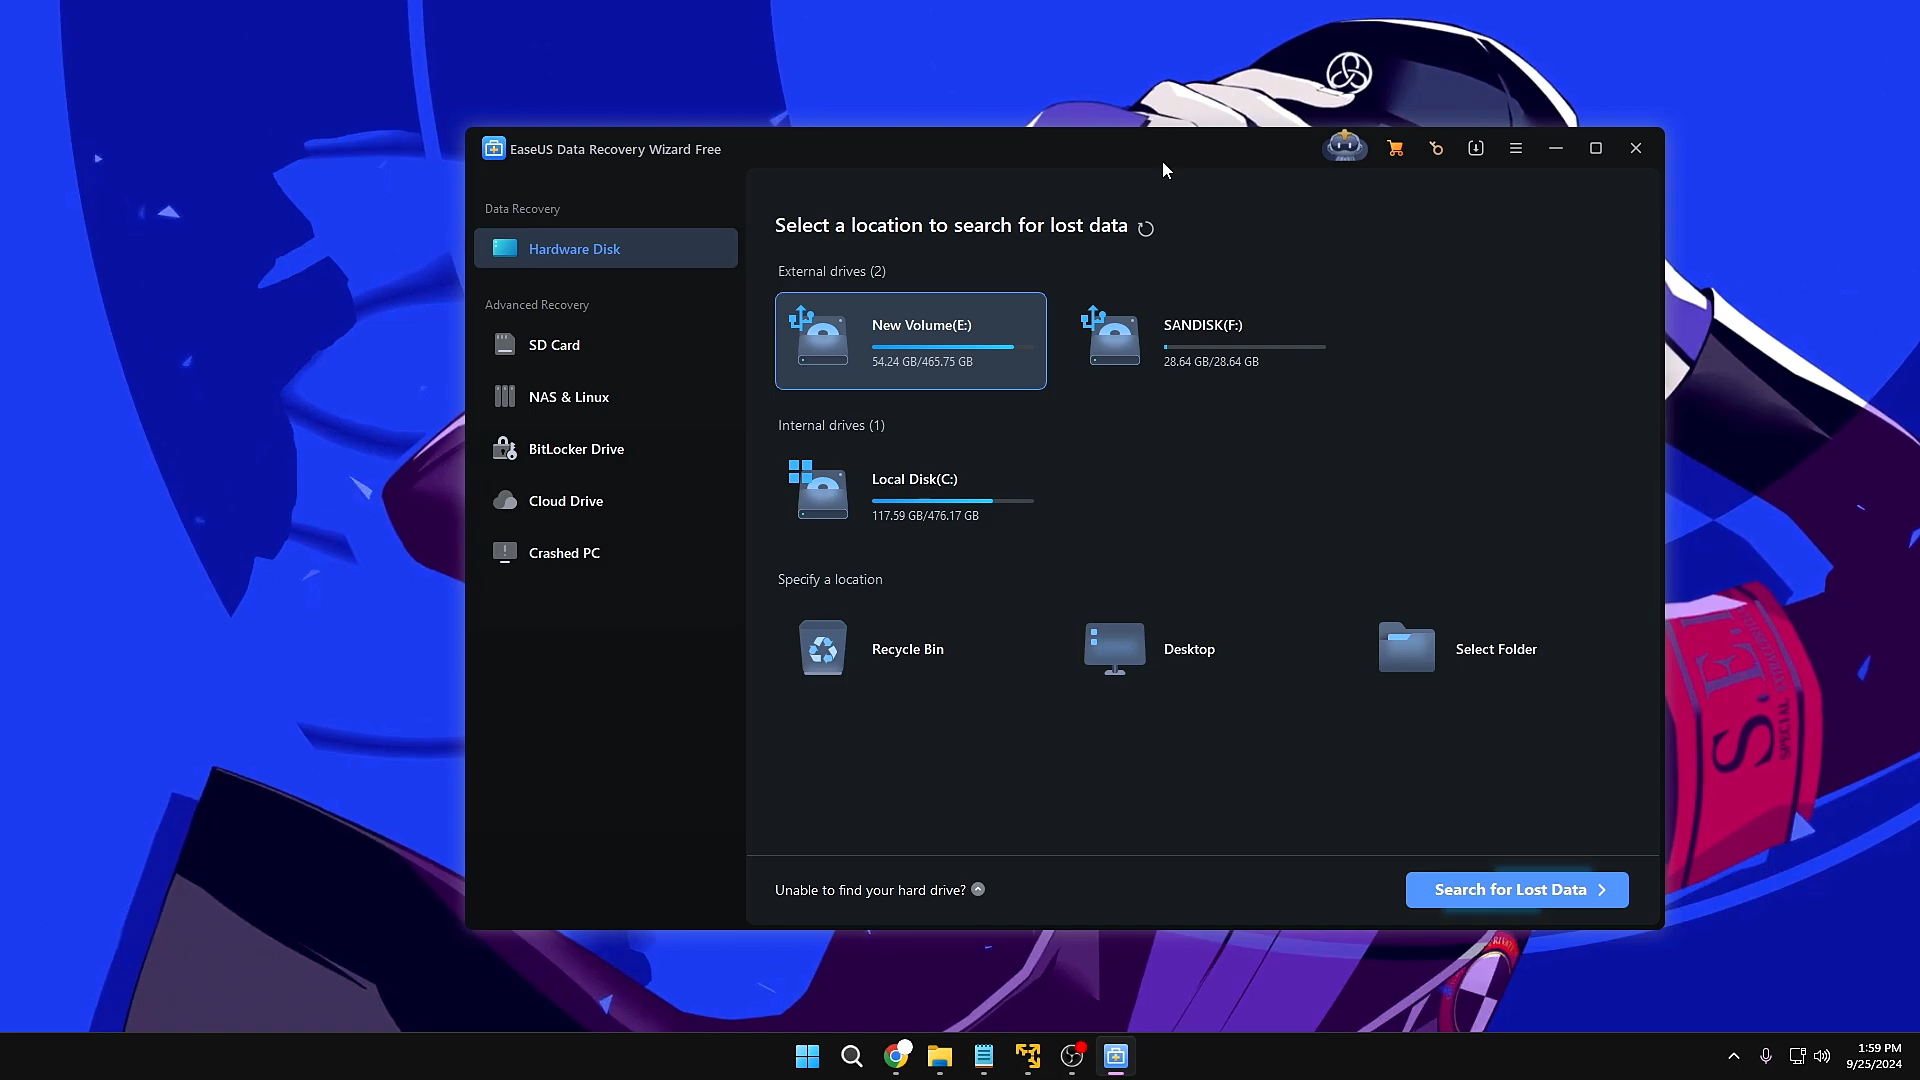 EaseUS Data Recovery Wizard Free
Data Recovery
Hardware Disk
Advanced Recovery
SD Card
NAS & Linux
BitLocker Drive
Cloud Drive
Crashed PC
Select a location to search for lost data
External drives (2)
New Volume(E:)
54.24 GB/465.75 GB
SANDISK(F:)
28.64 GB/28.64 GB
Internal drives (1)
Local Disk(C:)
117.59 GB/476.17 GB
Specify a location
Recycle Bin
Desktop
Select Folder
Unable to find your hard drive?
Search for Lost Data
S.E.
SPECIAL
1:59 PM
9/25/2024